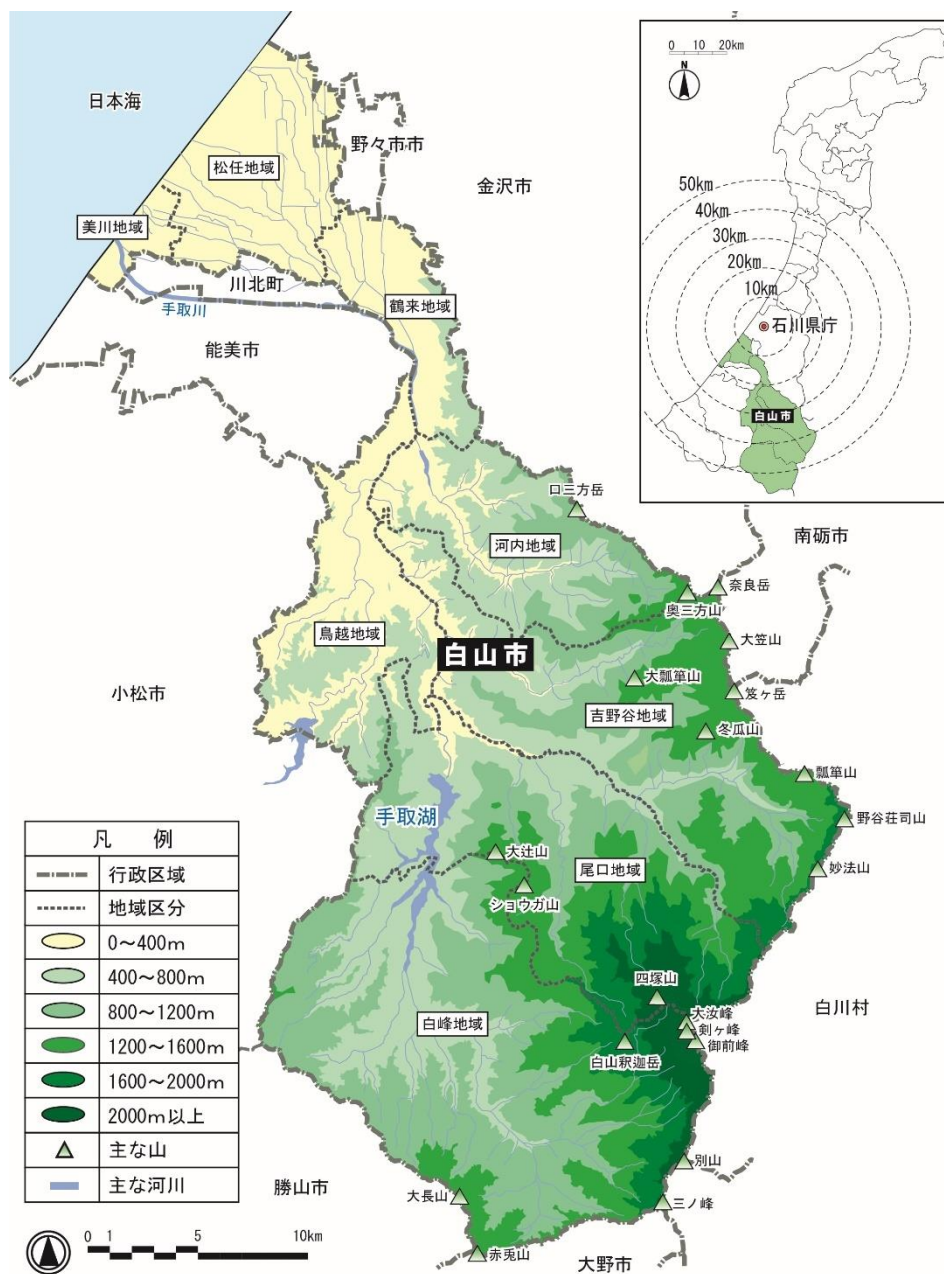 日本海
松任地域
野々市市
金沢市
美川地域
川北町
手取川
鶴来地域
能美市
0 10 20km
N
50km
40km
30km
20km
10km
石川県庁
白山市
口三方岳
南砺市
河内地域
奈良岳
奥三方山
鳥越地域
白山市
大笠山
小松市
大瓢箪山
笈ヶ岳
吉野谷地域
冬瓜山
瓢箪山
手取湖
野谷荘司山
大辻山
尾口地域
妙法山
ショウガ山
四塚山
大汝峰
白山釈迦岳
剣ヶ峰
御前峰
白川村
白峰地域
別山
勝山市
大長山
三ノ峰
赤兎山
大野市
凡 例
行政区域
地域区分
0～400m
400～800m
800～1200m
1200～1600m
1600～2000m
2000m以上
主な山
主な河川
0 1 5 10km